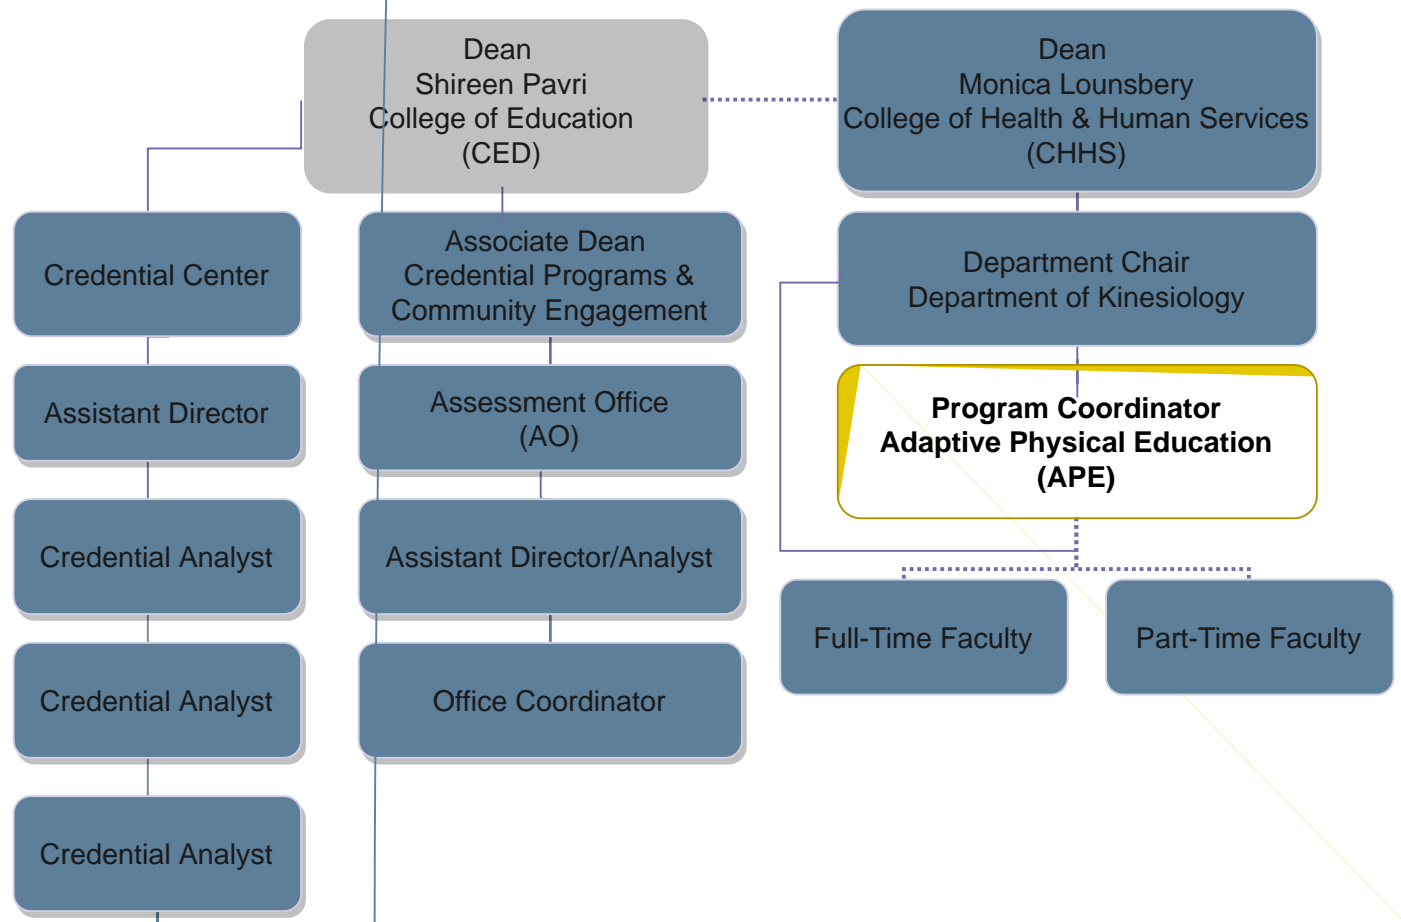 Dean
Shireen Pavri
College of Education
(CED)
Dean
Monica Lounsbery
College of Health & Human Services
(CHHS)
Credential Center
Associate Dean
Credential Programs &
Community Engagement
Department Chair
Department of Kinesiology
Assistant Director
Assessment Office
(AO)
Program Coordinator
Adaptive Physical Education
(APE)
Credential Analyst
Assistant Director/Analyst
Full-Time Faculty
Part-Time Faculty
Credential Analyst
Office Coordinator
Credential Analyst